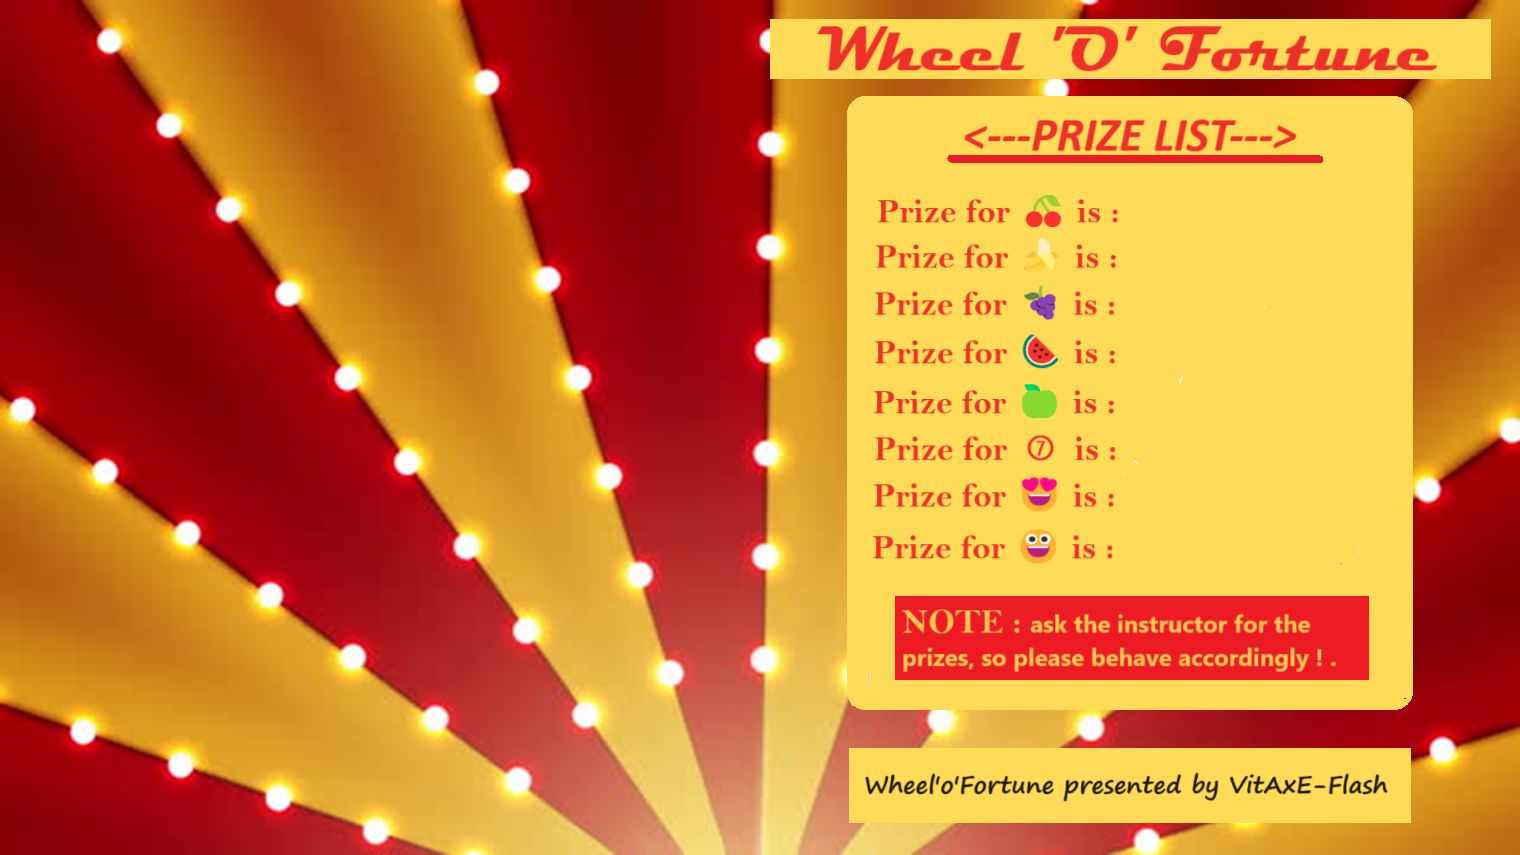 Wheel 'O' Fortune
<---PRIZE LIST--->
Prize for 🍒 is :
Prize for 🍌 is :
Prize for 🍇 is :
Prize for 🍉 is :
Prize for 🍏 is :
Prize for ⑦ is :
Prize for 😍 is :
Prize for 😀 is :
NOTE : ask the instructor for the
prizes, so please behave accordingly ! .
Wheel'o'Fortune presented by VitAxE-Flash